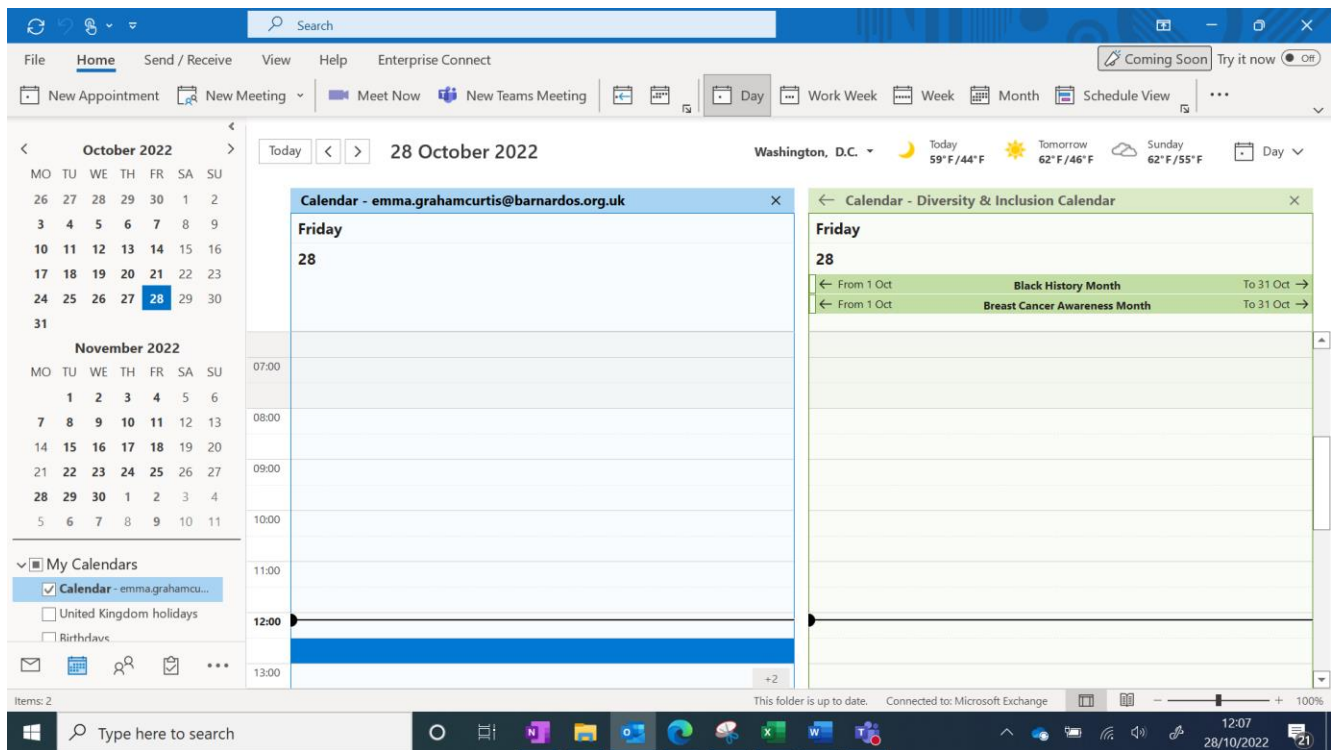 Search
File Home Send / Receive View Help Enterprise Connect Coming Soon Try it now Off
New Appointment New Meeting Meet Now New Teams Meeting Day Work Week Week Month Schedule View
October 2022
MO TU WE TH FR SA SU
26 27 28 29 30 1 2
3 4 5 6 7 8 9
10 11 12 13 14 15 16
17 18 19 20 21 22 23
24 25 26 27 28 29 30
31
November 2022
MO TU WE TH FR SA SU
1 2 3 4 5 6
7 8 9 10 11 12 13
14 15 16 17 18 19 20
21 22 23 24 25 26 27
28 29 30 1 2 3 4
5 6 7 8 9 10 11
My Calendars
Calendar - emma.grahamcu...
United Kingdom holidays
Birthdays
Today 28 October 2022 Washington, D.C. Today 59°F/44°F Tomorrow 62°F/46°F Sunday 62°F/55°F Day
Calendar - emma.grahamcurtis@barnardos.org.uk
Friday
28
Calendar - Diversity & Inclusion Calendar
Friday
28
From 1 Oct Black History Month To 31 Oct
From 1 Oct Breast Cancer Awareness Month To 31 Oct
07:00
08:00
09:00
10:00
11:00
12:00
13:00
+2
Items: 2 This folder is up to date. Connected to: Microsoft Exchange 100%
Type here to search 12:07
28/10/2022 21